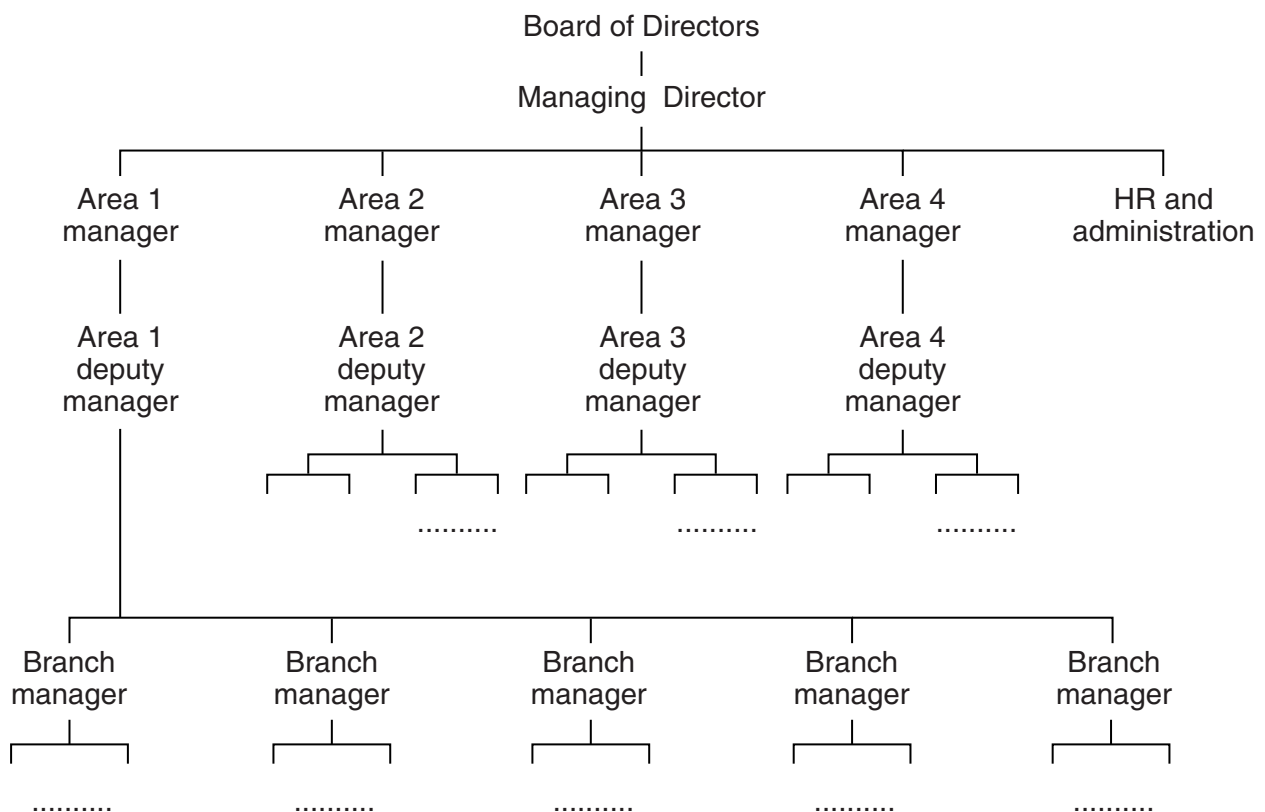 Board of Directors
Managing Director
Area 1
manager
Area 2
manager
Area 3
manager
Area 4
manager
HR and
administration
Area 1
deputy
manager
Area 2
deputy
manager
Area 3
deputy
manager
Area 4
deputy
manager
..........
..........
..........
Branch
manager
Branch
manager
Branch
manager
Branch
manager
Branch
manager
..........
..........
..........
..........
..........